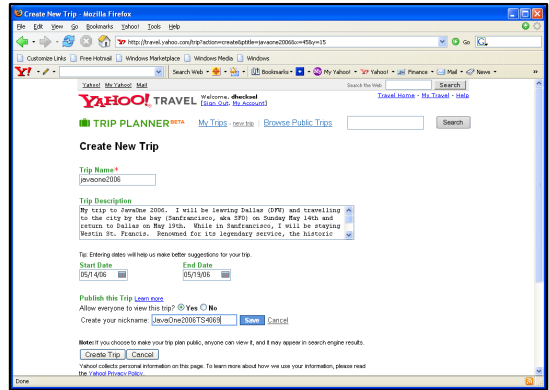 Create New Trip - Mozilla Firefox
File Edit View Go Bookmarks Yahoo! Tools Help
http://travel.yahoo.com/trip?action=create&ptitle=javaone2006&x=45&y=15 Go
Customize Links Free Hotmail Windows Marketplace Windows Media Windows
Y! Search Web Bookmarks My Yahoo! Yahoo! Finance Mail News »
Yahoo! My Yahoo! Mail Search the Web Search
YAHOO! TRAVEL Welcome, dhecksel [Sign Out, My Account] Travel Home - My Travel - Help
TRIP PLANNER BETA My Trips - new trip | Browse Public Trips Search
Create New Trip
Trip Name *
javaone2006
Trip Description
My trip to JavaOne 2006. I will be leaving Dallas (DFW) and travelling
to the city by the bay (Sanfrancisco, aka SFO) on Sunday May 14th and
return to Dallas on May 19th. While in Sanfrancisco, I will be staying
Westin St. Francis. Renowned for its legendary service, the historic
Tip: Entering dates will help us make better suggestions for your trip.
Start Date End Date
05/14/06 05/19/06
Publish this Trip Learn more
Allow everyone to view this trip? Yes No
Create your nickname: JavaOne2006TS4069 Save Cancel
Note: If you choose to make your trip plan public, anyone can view it, and it may appear in search engine results.
Create Trip Cancel
Yahoo! collects personal information on this page. To learn more about how we use your information, please read
the Yahoo! Privacy Policy.
Done